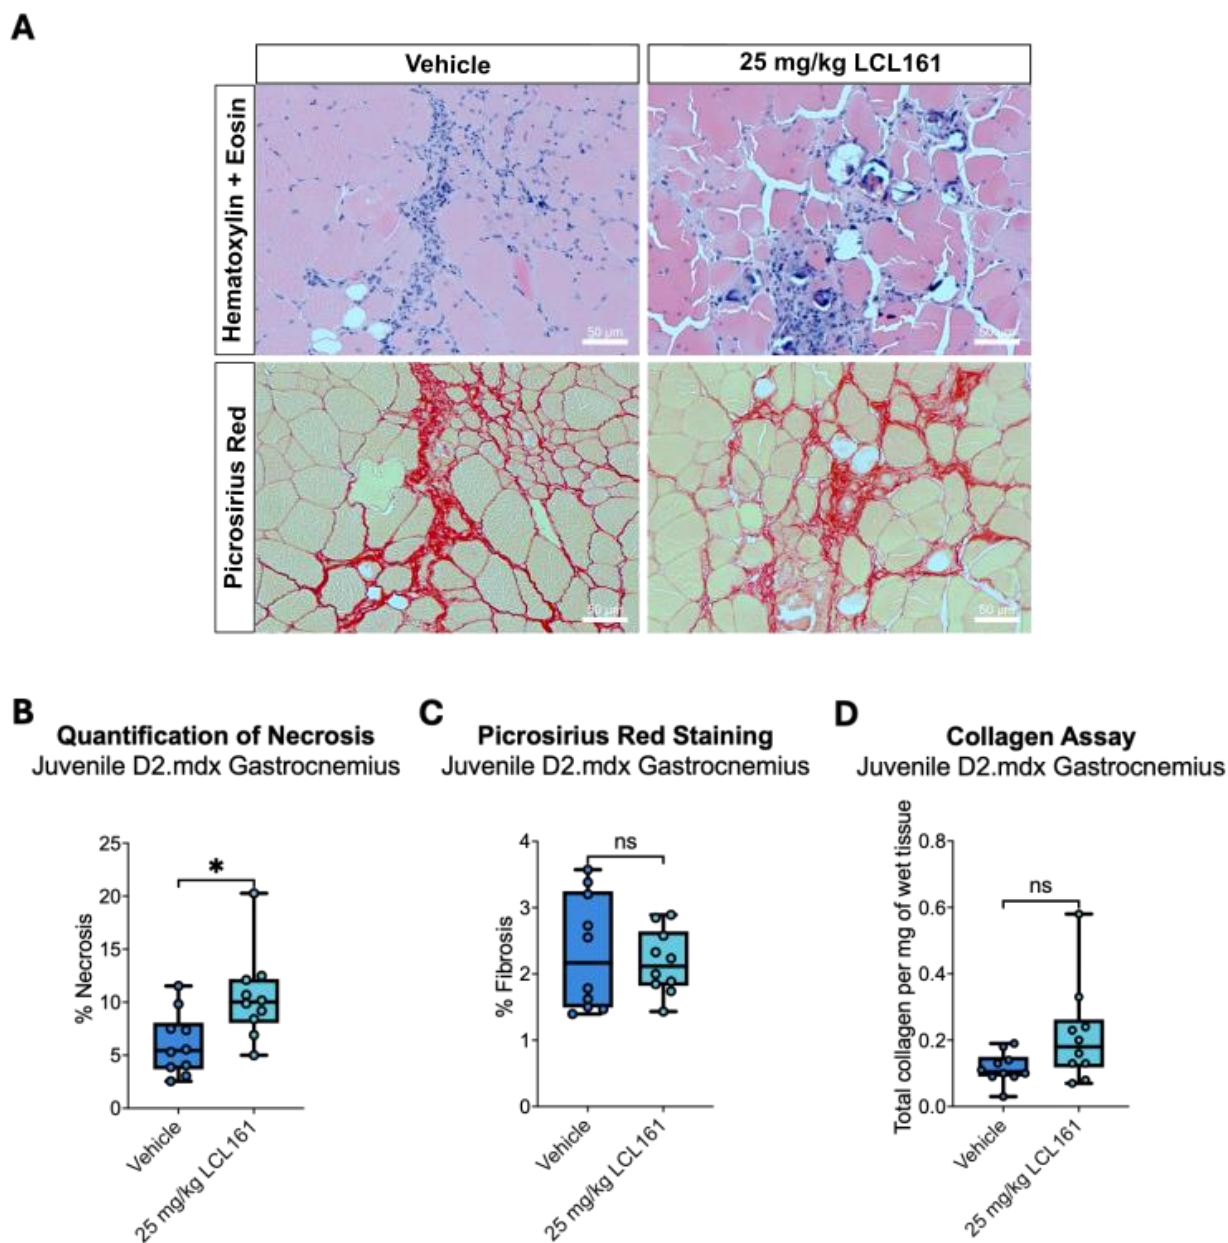 A
Vehicle
25 mg/kg LCL161
Hematoxylin + Eosin
50 µm
50 µm
Picrosirius Red
50 µm
50 µm
B
Quantification of Necrosis
Juvenile D2.mdx Gastrocnemius
% Necrosis
25
20
15
10
5
0
*
Vehicle
25 mg/kg LCL161
C
Picrosirius Red Staining
Juvenile D2.mdx Gastrocnemius
% Fibrosis
4
3
2
1
0
ns
Vehicle
25 mg/kg LCL161
D
Collagen Assay
Juvenile D2.mdx Gastrocnemius
Total collagen per mg of wet tissue
0.8
0.6
0.4
0.2
0.0
ns
Vehicle
25 mg/kg LCL161